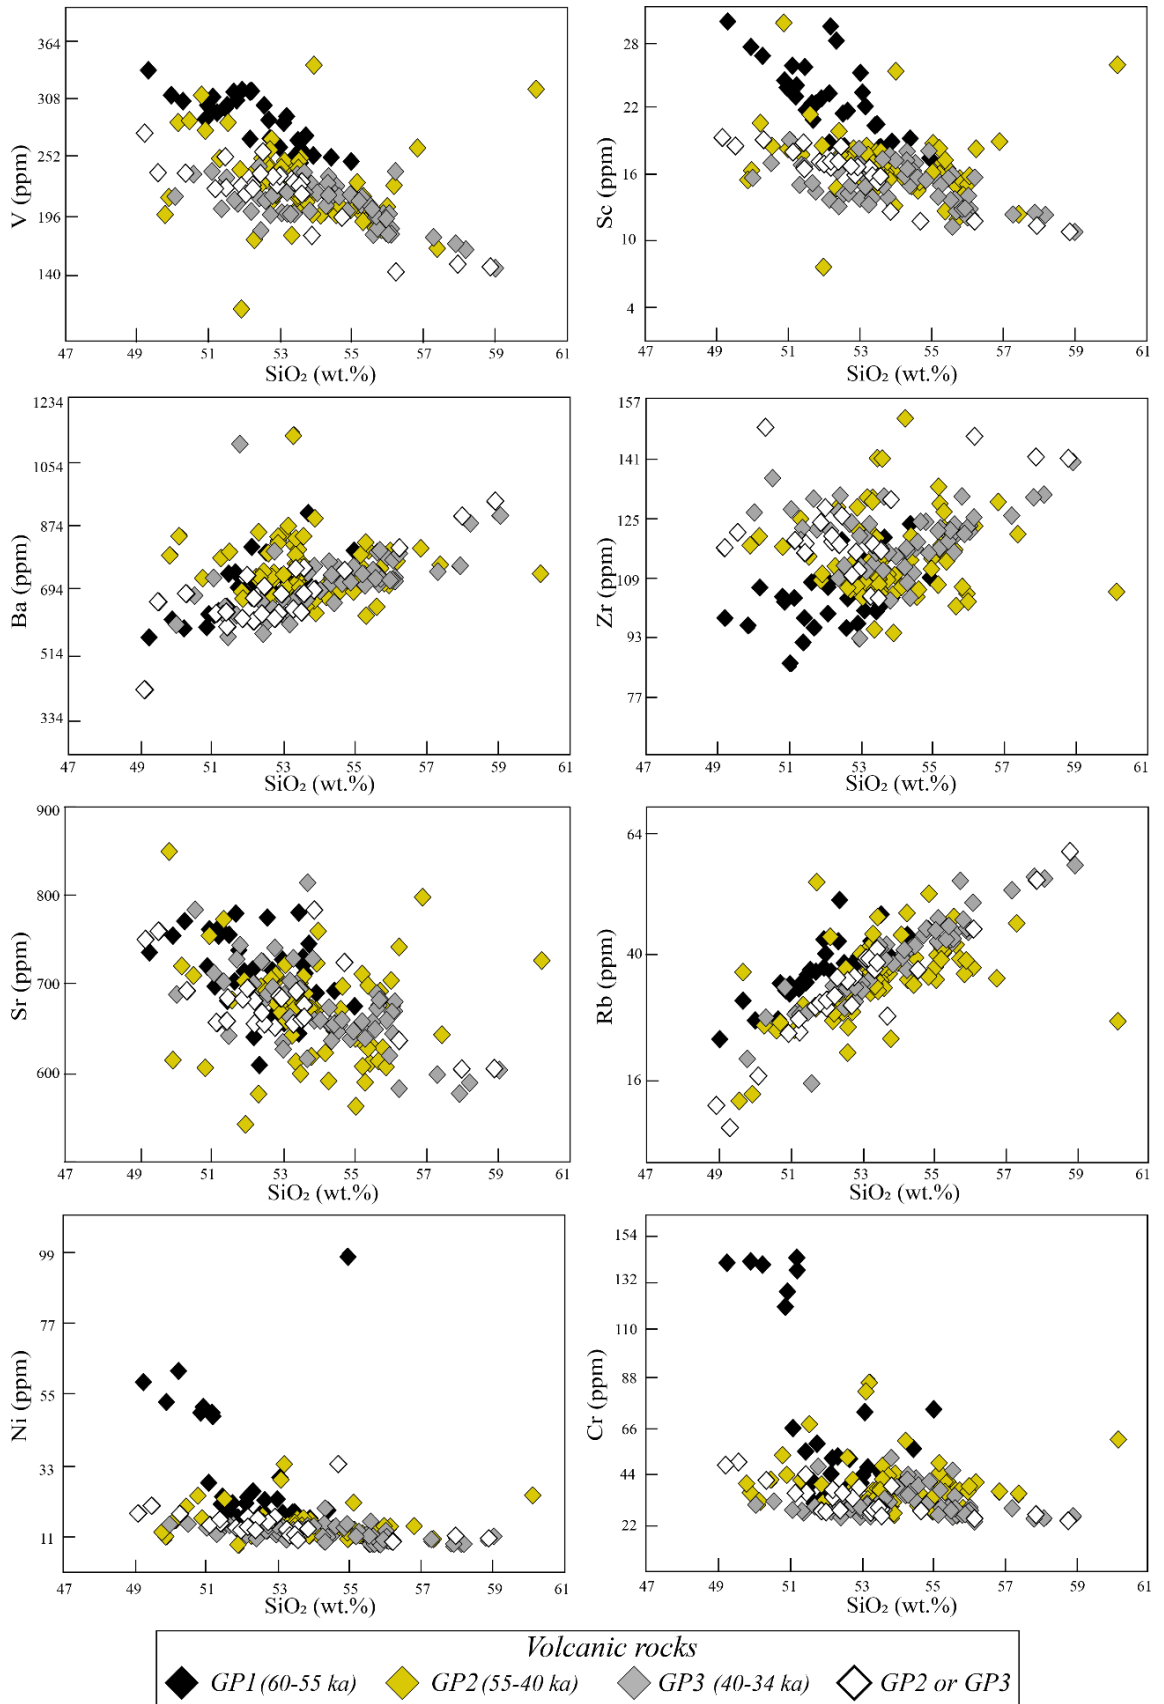 364
308
252
196
140
V (ppm)
47 49 51 53 55 57 59 61
SiO₂ (wt.%)
28
22
16
10
4
Sc (ppm)
47 49 51 53 55 57 59 61
SiO₂ (wt.%)
1234
1054
874
694
514
334
Ba (ppm)
47 49 51 53 55 57 59 61
SiO₂ (wt.%)
157
141
125
109
93
77
Zr (ppm)
47 49 51 53 55 57 59 61
SiO₂ (wt.%)
900
800
700
600
Sr (ppm)
47 49 51 53 55 57 59 61
SiO₂ (wt.%)
64
40
16
Rb (ppm)
47 49 51 53 55 57 59 61
SiO₂ (wt.%)
99
77
55
33
11
Ni (ppm)
47 49 51 53 55 57 59 61
SiO₂ (wt.%)
154
132
110
88
66
44
22
Cr (ppm)
47 49 51 53 55 57 59 61
SiO₂ (wt.%)
Volcanic rocks
GP1 (60-55 ka) GP2 (55-40 ka) GP3 (40-34 ka) GP2 or GP3